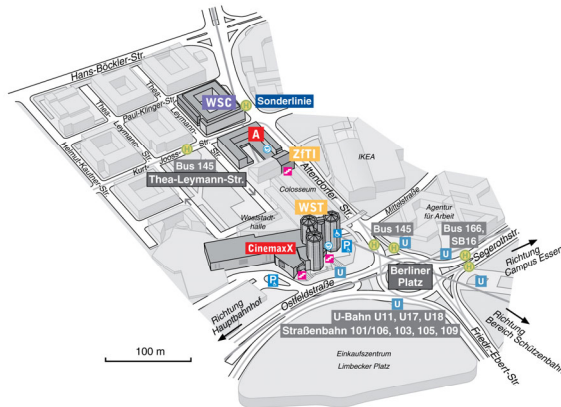 Hans-Böckler-Str.
Thea-
Leymann-
Str.
Paul-Klinger-Str.
WSC
H
Sonderlinie
Helmut-Käutner-Str.
Kurt-
Jooss-
Str.
H
Bus 145
Thea-Leymann-Str.
A
ZfTI
Altendorfer Str.
IKEA
Colosseum
WST
Weststadt-
halle
CinemaxX
P
P
U
Mittelstraße
Agentur
für Arbeit
Bus 145
H
H
U
Bus 166,
SB16
U
H
H
Segerothstr.
Richtung
Campus Essen
U
Berliner
Platz
Ostfeldstraße
Richtung
Hauptbahnhof
U
U-Bahn U11, U17, U18
Straßenbahn 101/106, 103, 105, 109
Richtung
Bereich Schützenbahn
Friedr.-Ebert-Str.
100 m
Einkaufszentrum
Limbecker Platz